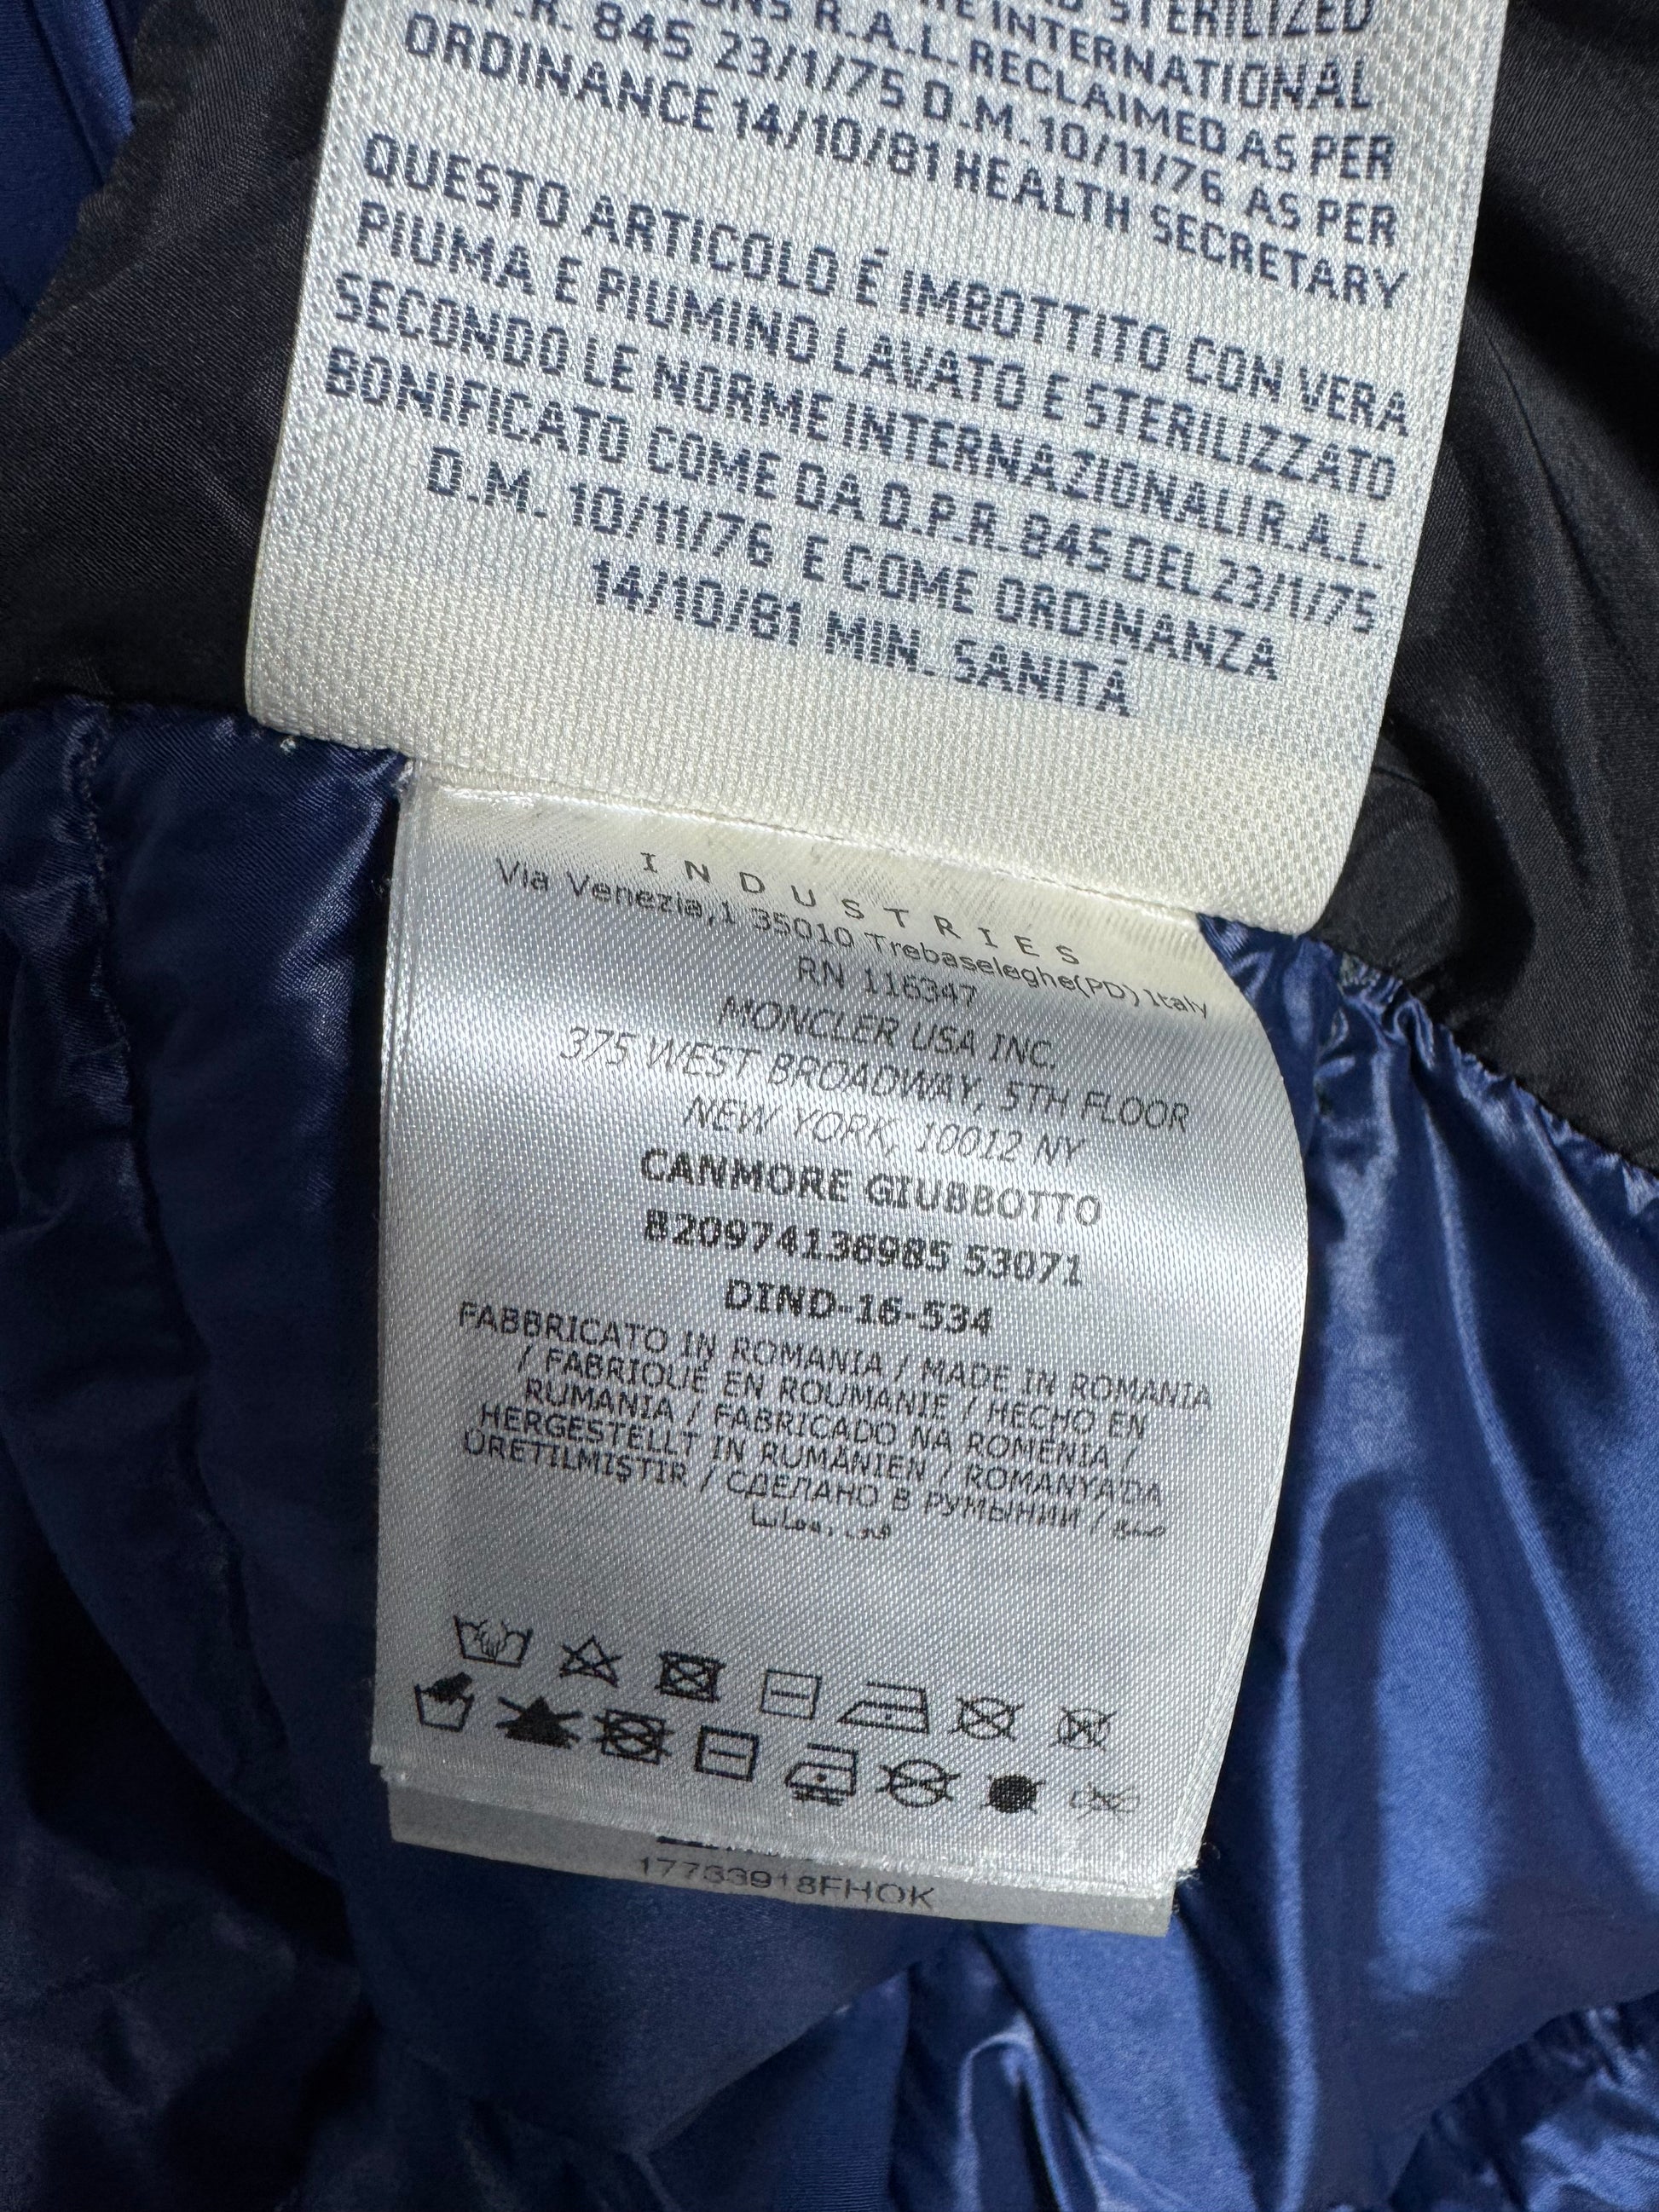 STERILIZED
INTERNATIONAL
R.A.L. RECLAIMED AS PER
845 23/1/75 D.M. 10/11/76 AS PER
ORDINANCE 14/10/81 HEALTH SECRETARY
QUESTO ARTICOLO É IMBOTTITO CON VERA
PIUMA E PIUMINO LAVATO E STERILIZZATO
SECONDO LE NORME INTERNAZIONALI R.A.L.
BONIFICATO COME DA D.P.R. 845 DEL 23/1/75
D.M. 10/11/76 E COME ORDINANZA
14/10/81 MIN. SANITÁ
INDUSTRIES
Via Venezia,1 35010 Trebaseleghe(PD) Italy
RN 116347
MONCLER USA INC.
375 WEST BROADWAY, 5TH FLOOR
NEW YORK, 10012 NY
CANMORE GIUBBOTTO
B20974136985 53071
DIND-16-534
FABBRICATO IN ROMANIA / MADE IN ROMANIA
/ FABRIQUÉ EN ROUMANIE / HECHO EN
RUMANIA / FABRICADO NA ROMÉNIA /
HERGESTELLT IN RUMÄNIEN / ROMANYA'DA
ÜRETILMIŞTIR / СДЕЛАНО В РУМЫНИИ /
17733918FHOK